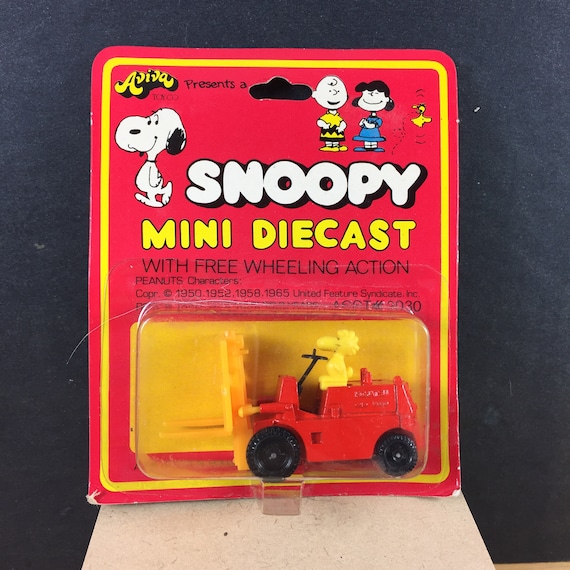 Aviva
Presents a
SNOOPY
MINI DIECAST
WITH FREE WHEELING ACTION
PEANUTS Characters:
Copr. © 1950,1952,1958,1965 United Feature Syndicate, Inc.